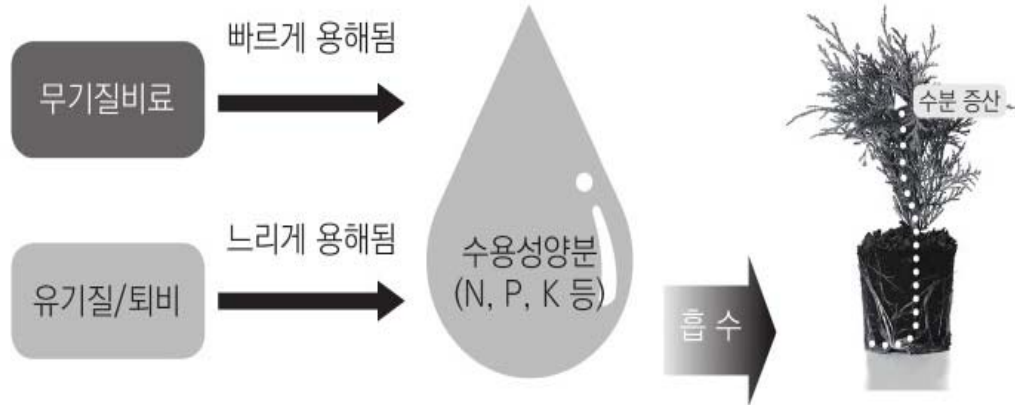 빠르게 용해됨
무기질비료
느리게 용해됨
유기질/퇴비
수용성양분
(N, P, K 등)
흡 수
수분 증산